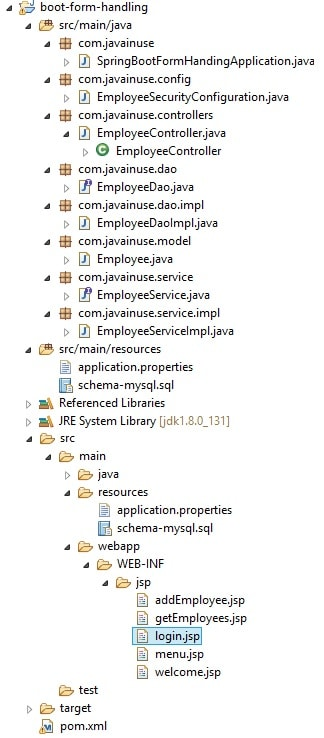 boot-form-handling
src/main/java
com.javainuse
SpringBootFormHandingApplication.java
com.javainuse.config
EmployeeSecurityConfiguration.java
com.javainuse.controllers
EmployeeController.java
EmployeeController
com.javainuse.dao
EmployeeDao.java
com.javainuse.dao.impl
EmployeeDaoImpl.java
com.javainuse.model
Employee.java
com.javainuse.service
EmployeeService.java
com.javainuse.service.impl
EmployeeServiceImpl.java
src/main/resources
application.properties
schema-mysql.sql
Referenced Libraries
JRE System Library [jdk1.8.0_131]
src
main
java
resources
application.properties
schema-mysql.sql
webapp
WEB-INF
jsp
addEmployee.jsp
getEmployees.jsp
login.jsp
menu.jsp
welcome.jsp
test
target
pom.xml